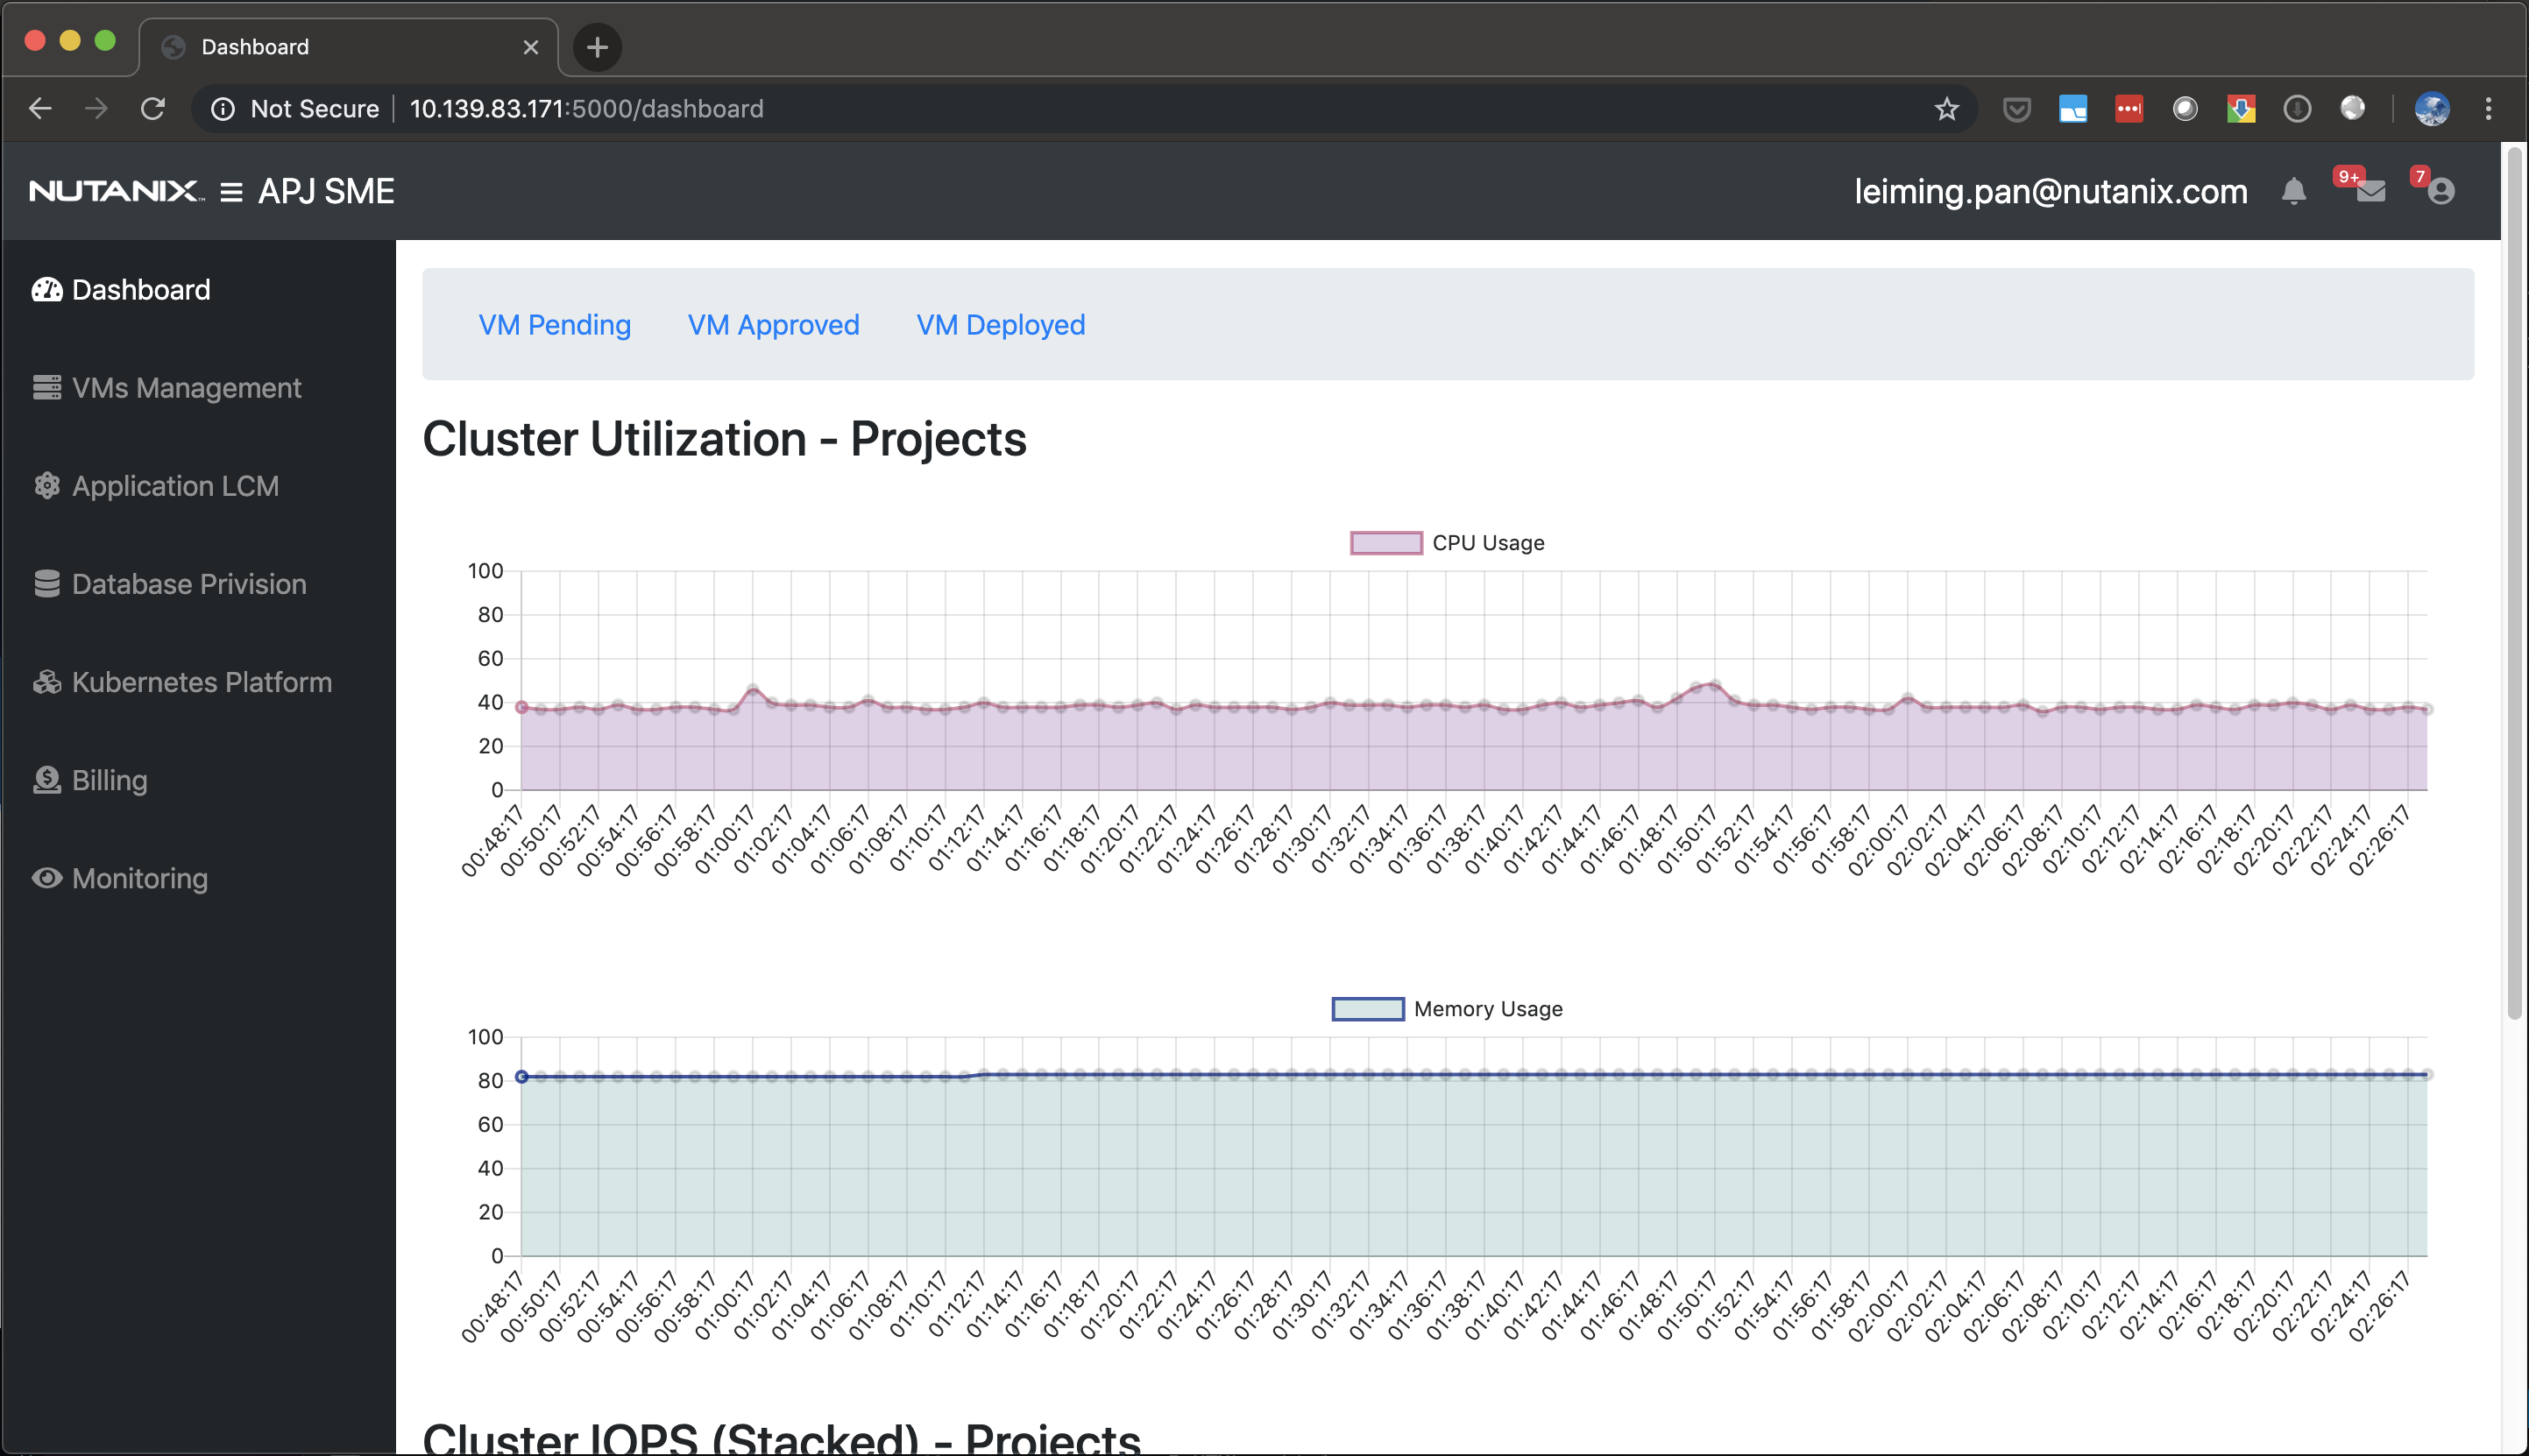 Dashboard
Not Secure 10.139.83.171:5000/dashboard
NUTANIX™ APJ SME leiming.pan@nutanix.com 9+ 7
Dashboard
VMs Management
Application LCM
Database Privision
Kubernetes Platform
Billing
Monitoring
VM Pending VM Approved VM Deployed
Cluster Utilization - Projects
CPU Usage
100
80
60
40
20
0
00:48:17 00:50:17 00:52:17 00:54:17 00:56:17 00:58:17 01:00:17 01:02:17 01:04:17 01:06:17 01:08:17 01:10:17 01:12:17 01:14:17 01:16:17 01:18:17 01:20:17 01:22:17 01:24:17 01:26:17 01:28:17 01:30:17 01:32:17 01:34:17 01:36:17 01:38:17 01:40:17 01:42:17 01:44:17 01:46:17 01:48:17 01:50:17 01:52:17 01:54:17 01:56:17 01:58:17 02:00:17 02:02:17 02:04:17 02:06:17 02:08:17 02:10:17 02:12:17 02:14:17 02:16:17 02:18:17 02:20:17 02:22:17 02:24:17 02:26:17
Memory Usage
100
80
60
40
20
0
00:48:17 00:50:17 00:52:17 00:54:17 00:56:17 00:58:17 01:00:17 01:02:17 01:04:17 01:06:17 01:08:17 01:10:17 01:12:17 01:14:17 01:16:17 01:18:17 01:20:17 01:22:17 01:24:17 01:26:17 01:28:17 01:30:17 01:32:17 01:34:17 01:36:17 01:38:17 01:40:17 01:42:17 01:44:17 01:46:17 01:48:17 01:50:17 01:52:17 01:54:17 01:56:17 01:58:17 02:00:17 02:02:17 02:04:17 02:06:17 02:08:17 02:10:17 02:12:17 02:14:17 02:16:17 02:18:17 02:20:17 02:22:17 02:24:17 02:26:17
Cluster IOPS (Stacked) - Projects